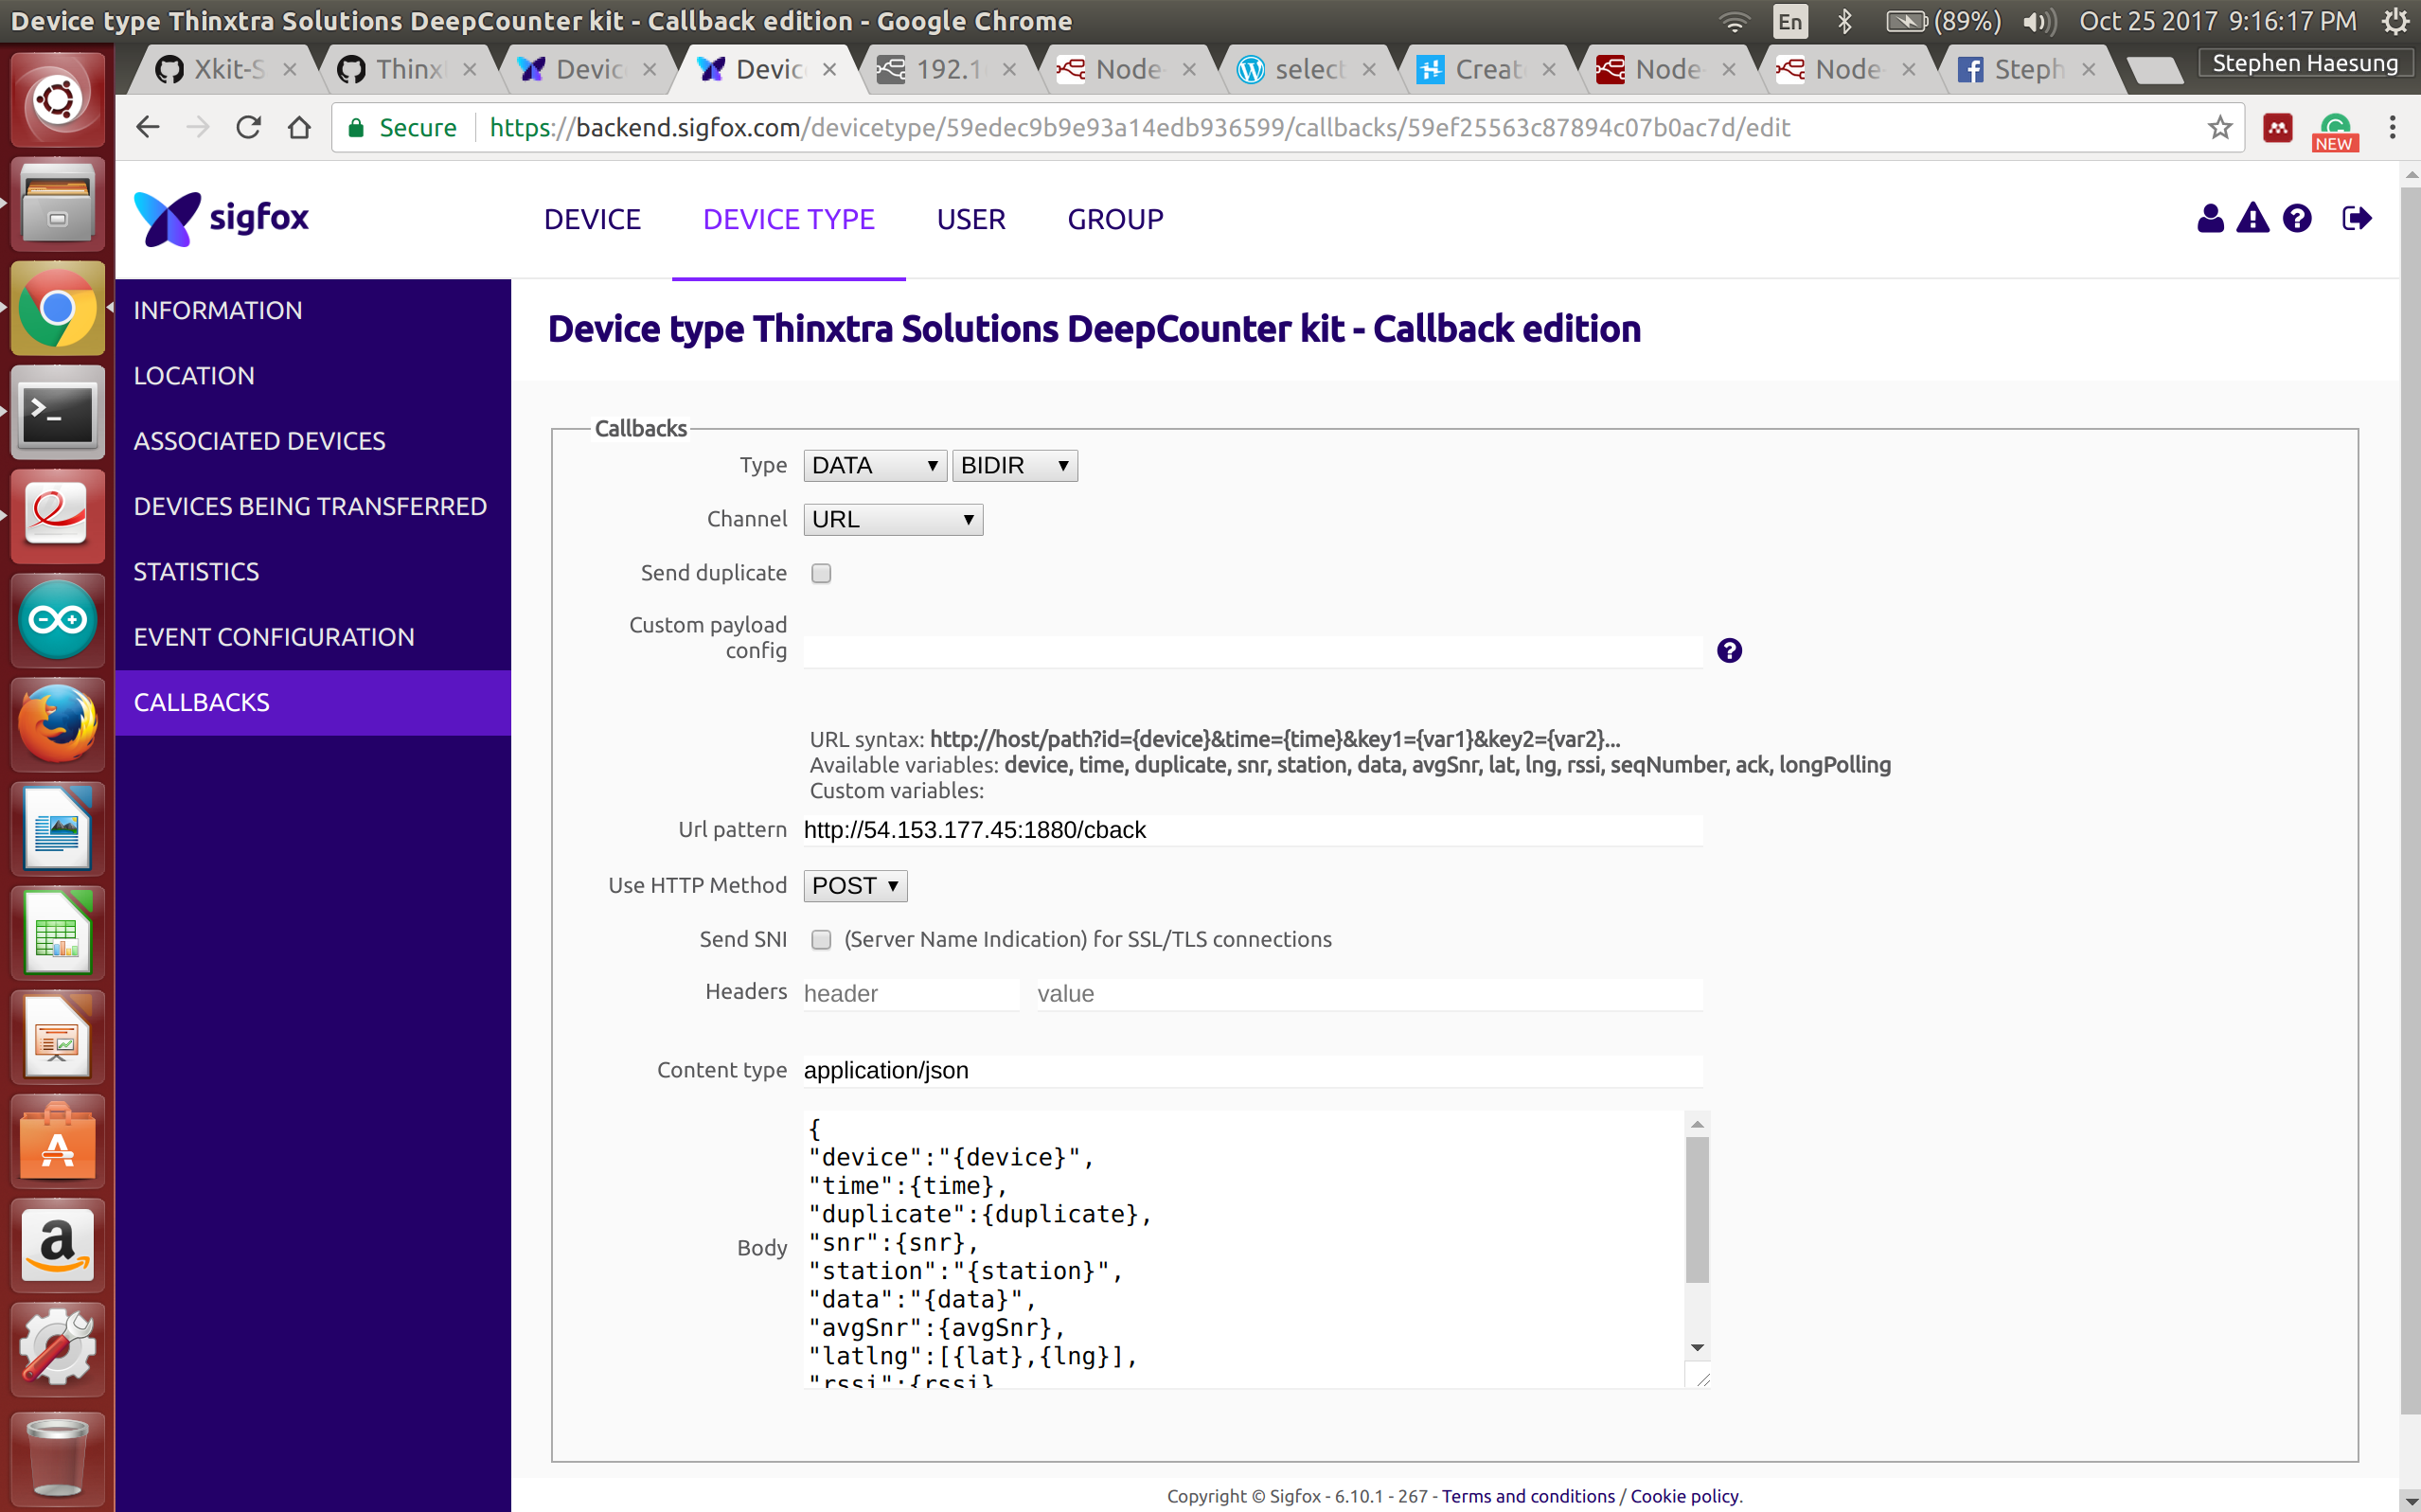 Device type Thinxtra Solutions DeepCounter kit - Callback edition - Google Chrome
En
(89%)
Oct 25 2017 9:16:17 PM
Xkit-S
Thinxt
Devic
Devic
192.1
Node-
select
Creat
Node-
Node-
Steph
Stephen Haesung
Secure
https://backend.sigfox.com/devicetype/59edec9b9e93a14edb936599/callbacks/59ef25563c87894c07b0ac7d/edit
NEW
sigfox
DEVICE
DEVICE TYPE
USER
GROUP
INFORMATION
LOCATION
ASSOCIATED DEVICES
DEVICES BEING TRANSFERRED
STATISTICS
EVENT CONFIGURATION
CALLBACKS
Device type Thinxtra Solutions DeepCounter kit - Callback edition
Callbacks
Type DATA BIDIR
Channel URL
Send duplicate
Custom payload
config
URL syntax: http://host/path?id={device}&time={time}&key1={var1}&key2={var2}...
Available variables: device, time, duplicate, snr, station, data, avgSnr, lat, lng, rssi, seqNumber, ack, longPolling
Custom variables:
Url pattern http://54.153.177.45:1880/cback
Use HTTP Method POST
Send SNI (Server Name Indication) for SSL/TLS connections
Headers header value
Content type application/json
Body
{
"device":"{device}",
"time":{time},
"duplicate":{duplicate},
"snr":{snr},
"station":"{station}",
"data":"{data}",
"avgSnr":{avgSnr},
"latlng":[{lat},{lng}],
"rssi":{rssi}
Copyright © Sigfox - 6.10.1 - 267 - Terms and conditions / Cookie policy.